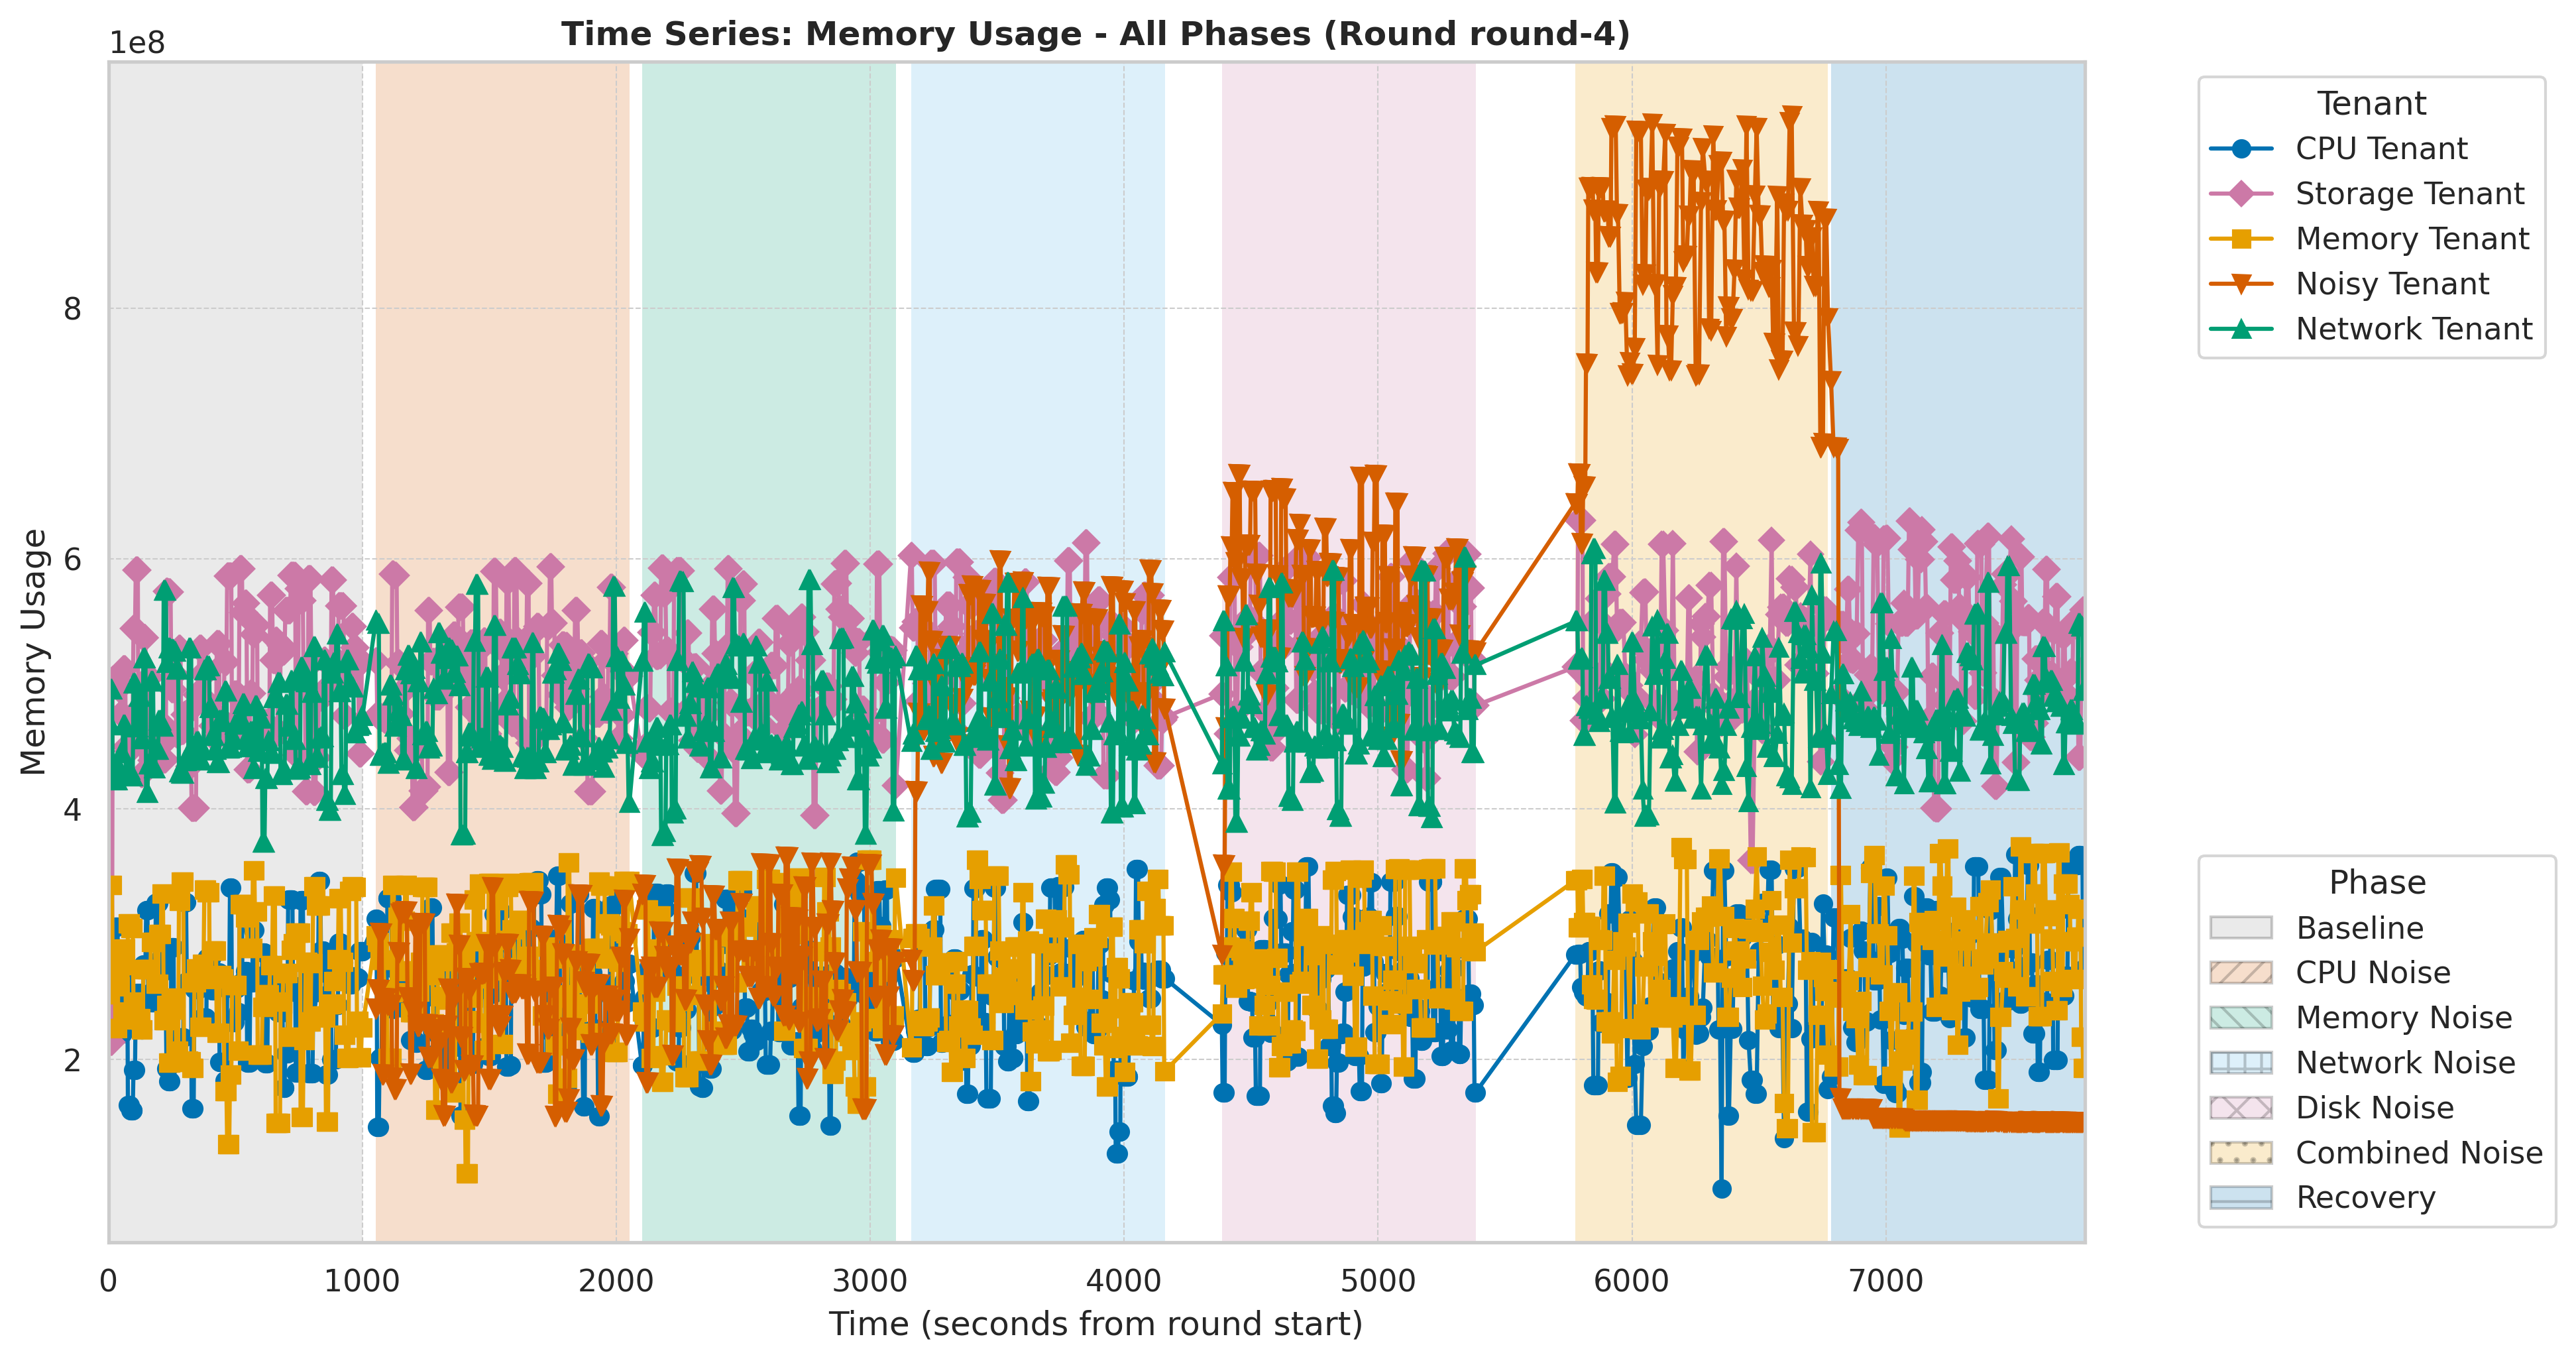 Time Series: Memory Usage - All Phases (Round round-4)
1e8
8
6
4
2
Memory Usage
0 1000 2000 3000 4000 5000 6000 7000
Time (seconds from round start)
Tenant
CPU Tenant
Storage Tenant
Memory Tenant
Noisy Tenant
Network Tenant
Phase
Baseline
CPU Noise
Memory Noise
Network Noise
Disk Noise
Combined Noise
Recovery